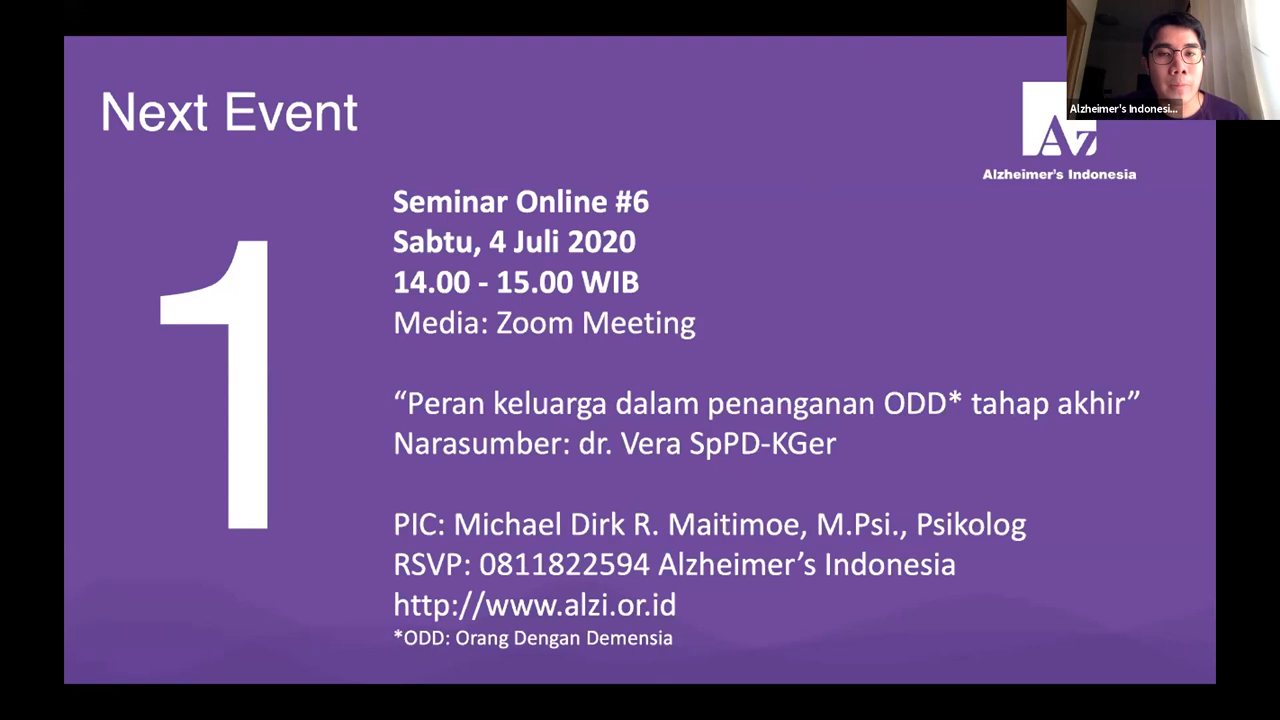 Next Event
Alzheimer's Indonesi...
Az
Alzheimer's Indonesia
1
Seminar Online #6
Sabtu, 4 Juli 2020
14.00 - 15.00 WIB
Media: Zoom Meeting
“Peran keluarga dalam penanganan ODD* tahap akhir”
Narasumber: dr. Vera SpPD-KGer
PIC: Michael Dirk R. Maitimoe, M.Psi., Psikolog
RSVP: 0811822594 Alzheimer’s Indonesia
http://www.alzi.or.id
*ODD: Orang Dengan Demensia